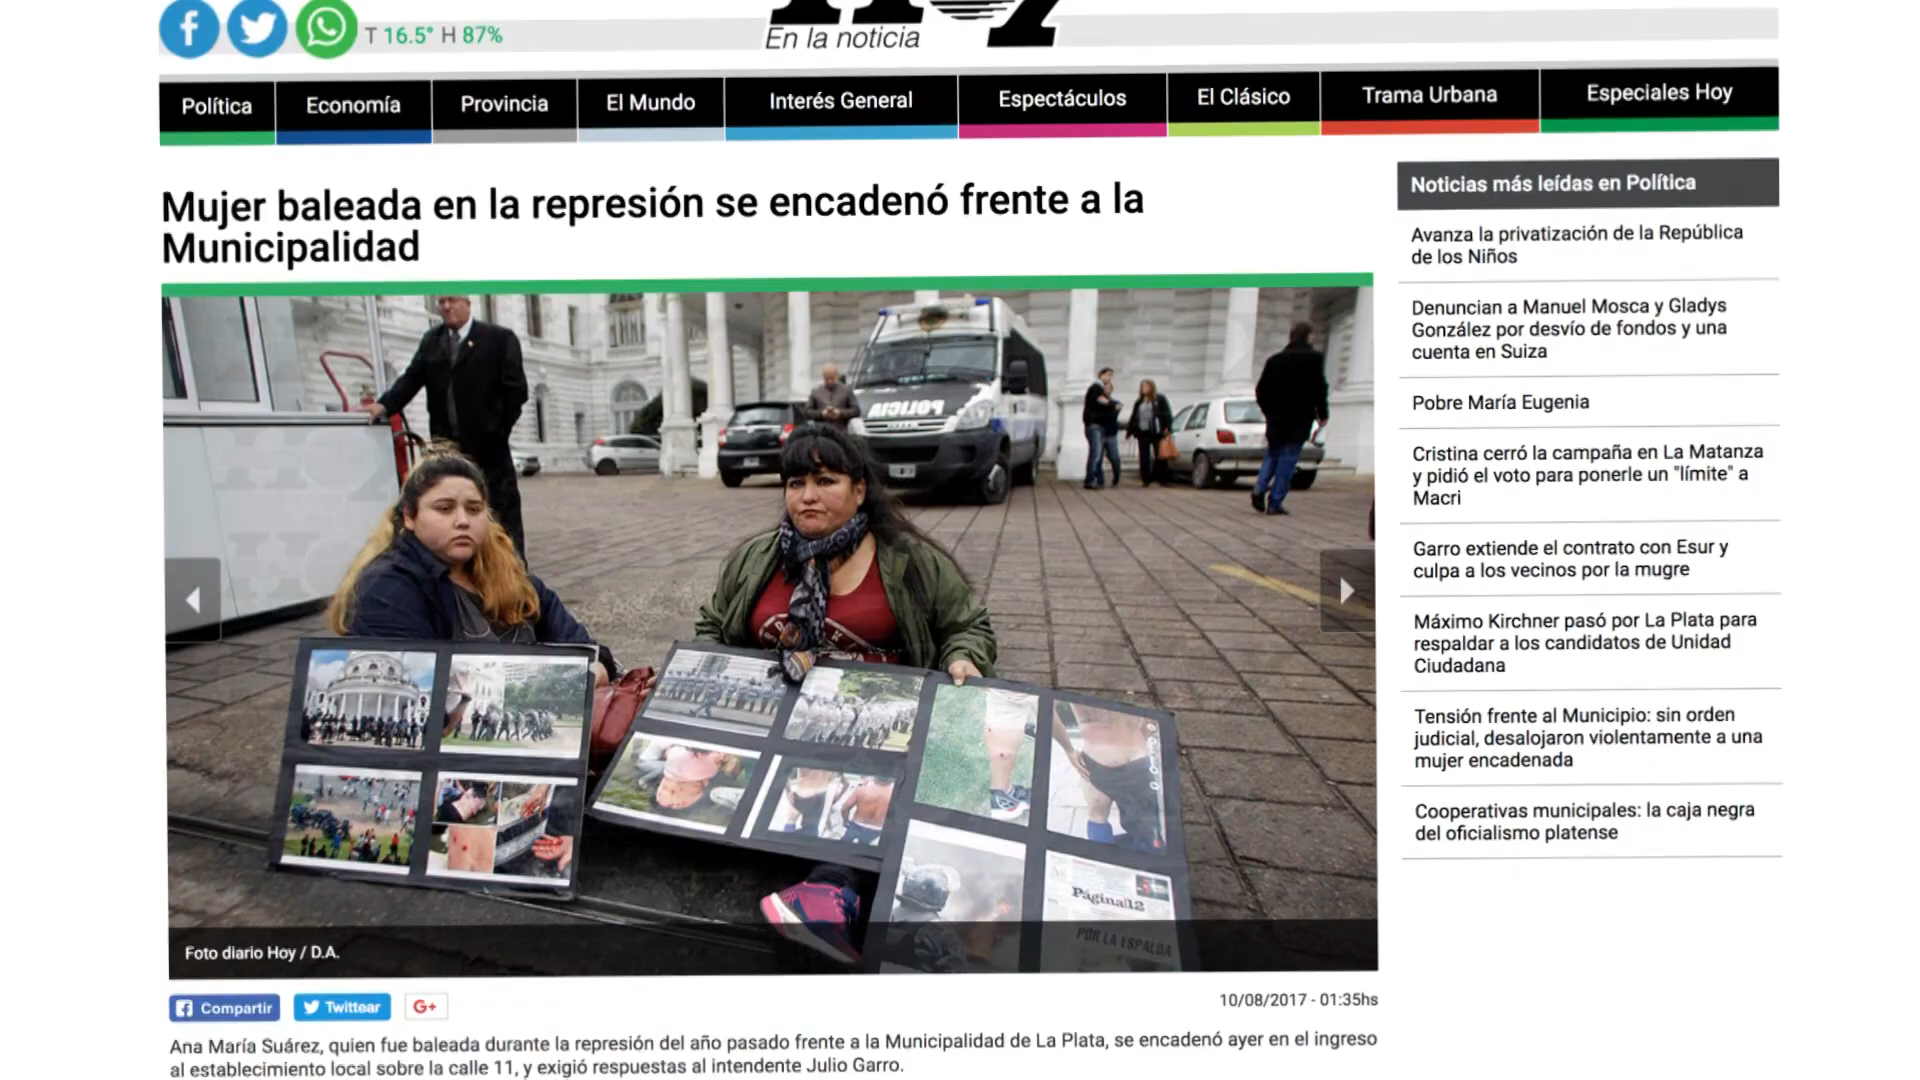 Hoy
En la noticia
T 16.5° H 87%
Política
Economía
Provincia
El Mundo
Interés General
Espectáculos
El Clásico
Trama Urbana
Especiales Hoy
Mujer baleada en la represión se encadenó frente a la
Municipalidad
POLICIA
Página12
POR LA ESPALDA
Foto diario Hoy / D.A.
Compartir
Twittear
G+
10/08/2017 - 01:35hs
Ana María Suárez, quien fue baleada durante la represión del año pasado frente a la Municipalidad de La Plata, se encadenó ayer en el ingreso
al establecimiento local sobre la calle 11, y exigió respuestas al intendente Julio Garro.
Noticias más leídas en Política
Avanza la privatización de la República
de los Niños
Denuncian a Manuel Mosca y Gladys
González por desvío de fondos y una
cuenta en Suiza
Pobre María Eugenia
Cristina cerró la campaña en La Matanza
y pidió el voto para ponerle un "límite" a
Macri
Garro extiende el contrato con Esur y
culpa a los vecinos por la mugre
Máximo Kirchner pasó por La Plata para
respaldar a los candidatos de Unidad
Ciudadana
Tensión frente al Municipio: sin orden
judicial, desalojaron violentamente a una
mujer encadenada
Cooperativas municipales: la caja negra
del oficialismo platense